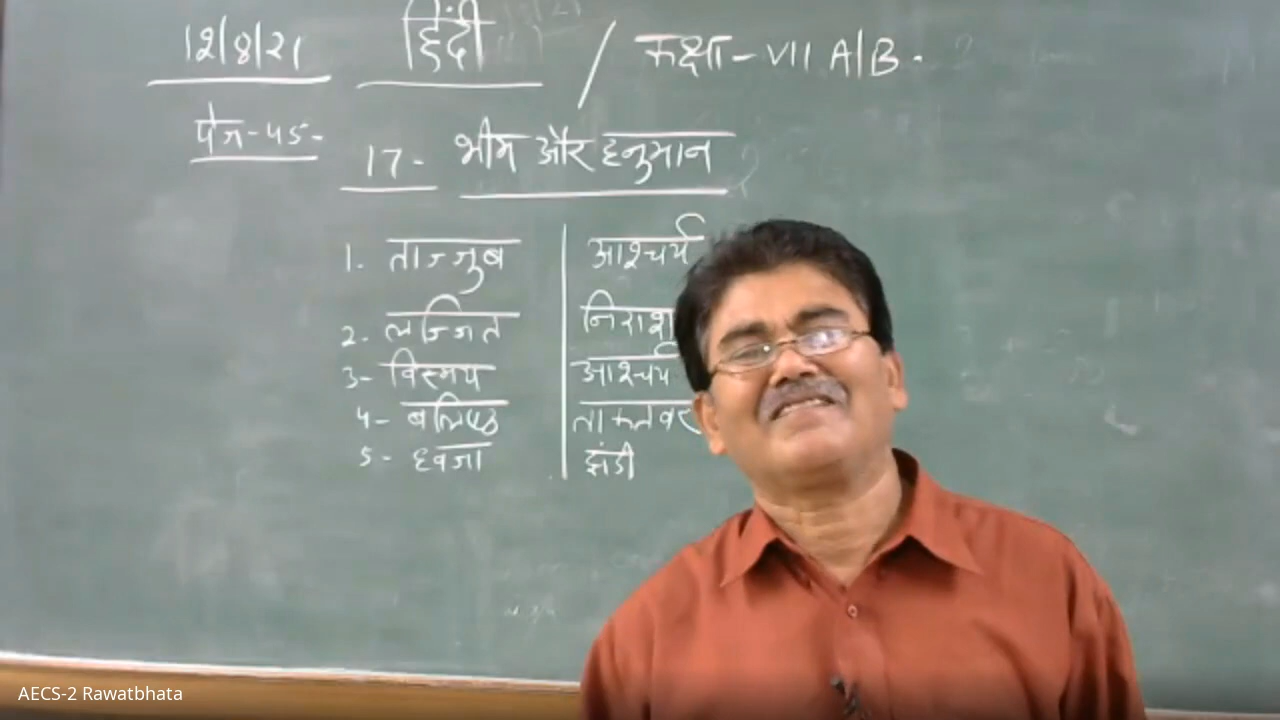 12/8/21 हिंदी / कक्षा - VII A/B.
पेज - 45 -
17 - भीम और हनुमान
1. ताज्जुब आश्चर्य
2. लज्जित
3 - विस्मय आश्चर्य
4 - बलिष्ठ ताकतवर
5 - ध्वजा झंडी
AECS-2 Rawatbhata